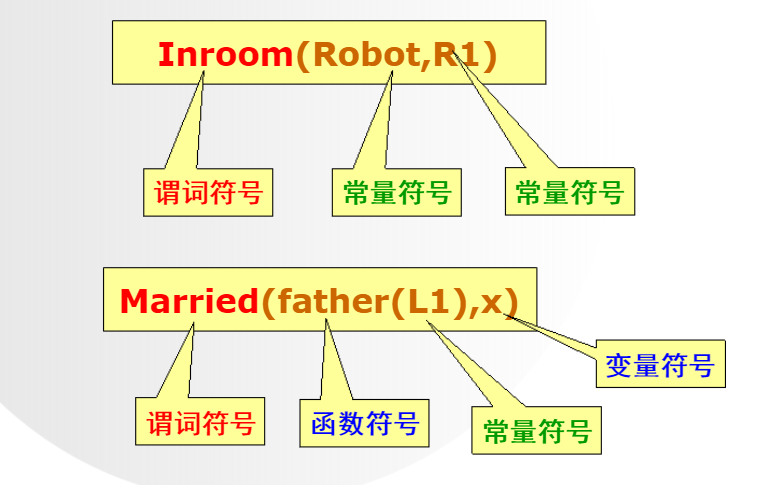 Inroom(Robot,R1)
谓词符号
常量符号
常量符号
Married(father(L1),x)
变量符号
谓词符号
函数符号
常量符号